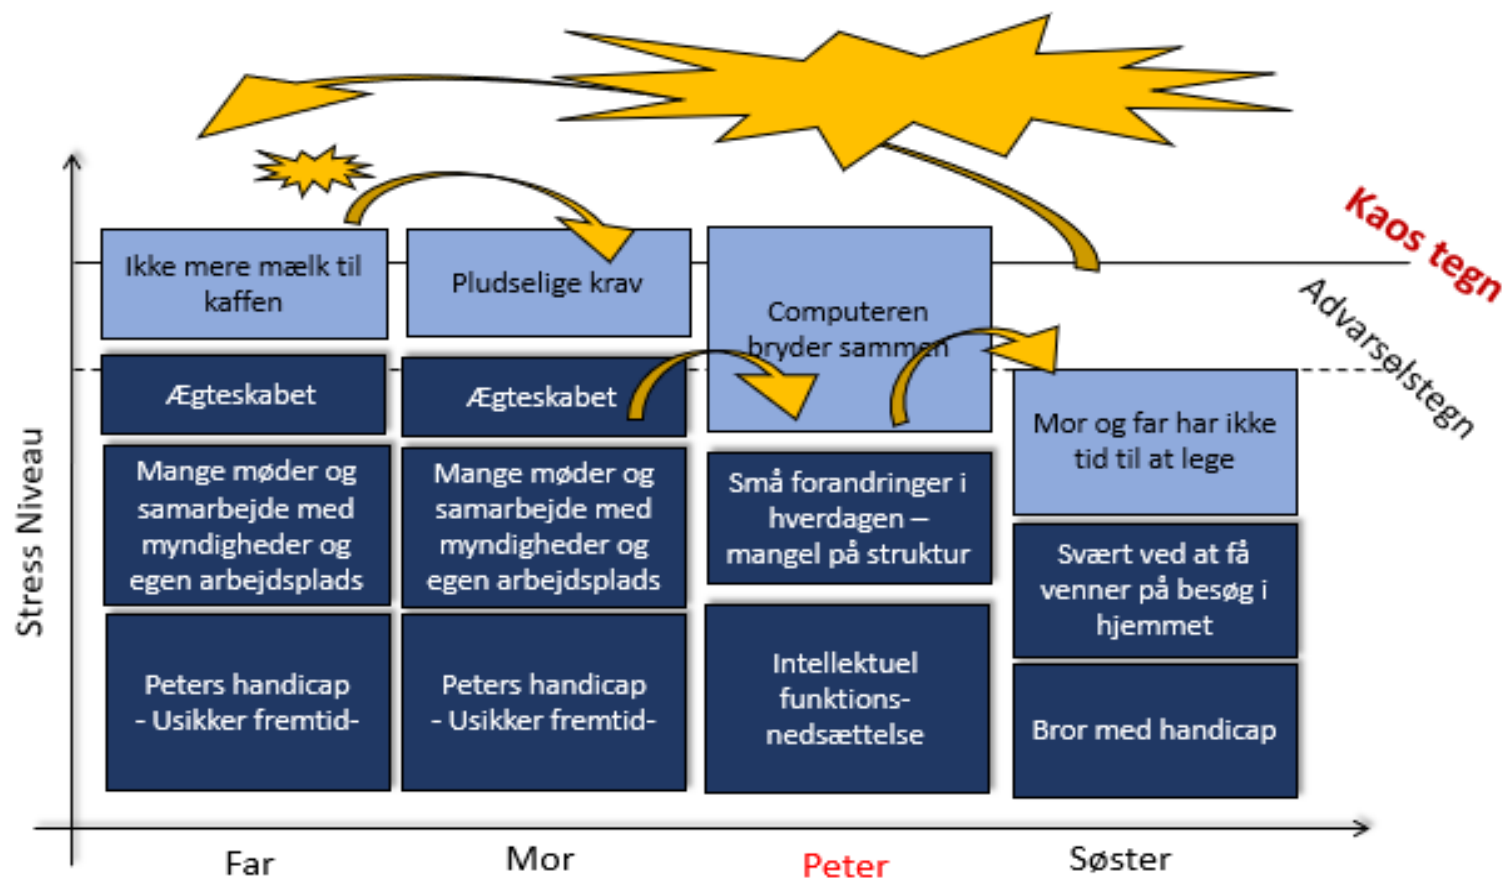 Kaos tegn
Advarselstegn
Stress Niveau
Ikke mere mælk til
kaffen
Ægteskabet
Mange møder og
samarbejde med
myndigheder og
egen arbejdsplads
Peters handicap
- Usikker fremtid-
Pludselige krav
Ægteskabet
Mange møder og
samarbejde med
myndigheder og
egen arbejdsplads
Peters handicap
- Usikker fremtid-
Computeren
bryder sammen
Små forandringer i
hverdagen –
mangel på struktur
Intellektuel
funktions-
nedsættelse
Mor og far har ikke
tid til at lege
Svært ved at få
venner på besøg i
hjemmet
Bror med handicap
Far
Mor
Peter
Søster